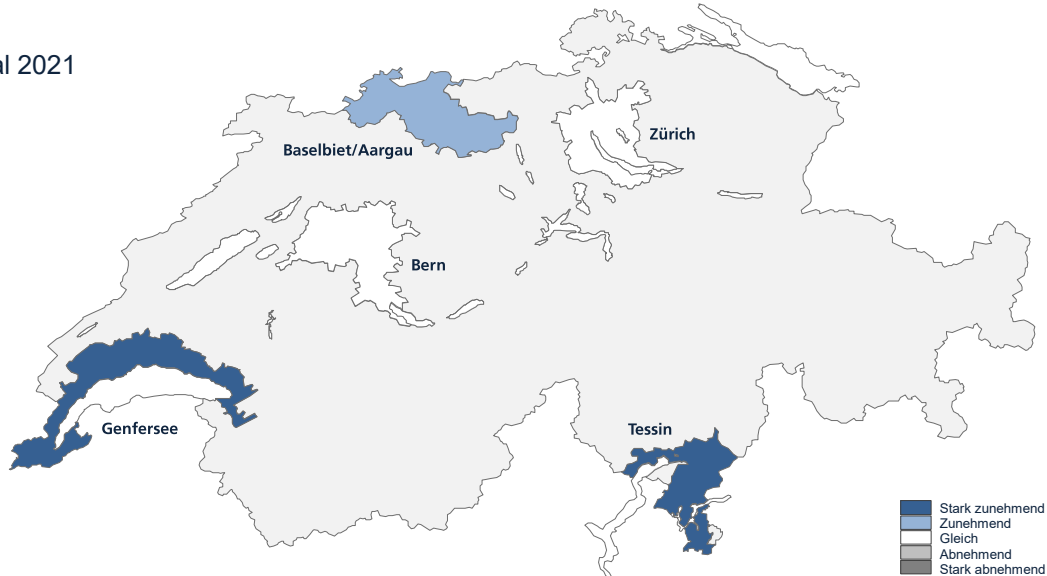 al 2021
Zürich
Baselbiet/Aargau
Bern
Genfersee
Tessin
Stark zunehmend
Zunehmend
Gleich
Abnehmend
Stark abnehmend